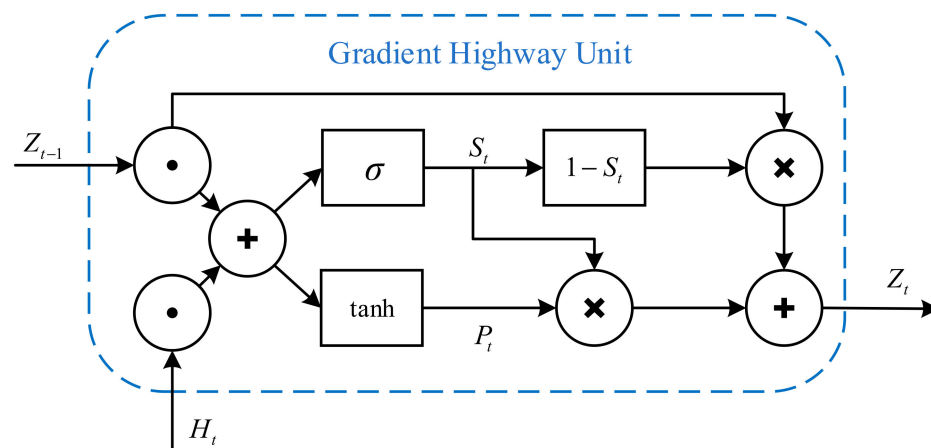 Gradient Highway Unit
Z_{t-1}
σ
S_t
1 - S_t
tanh
P_t
Z_t
H_t